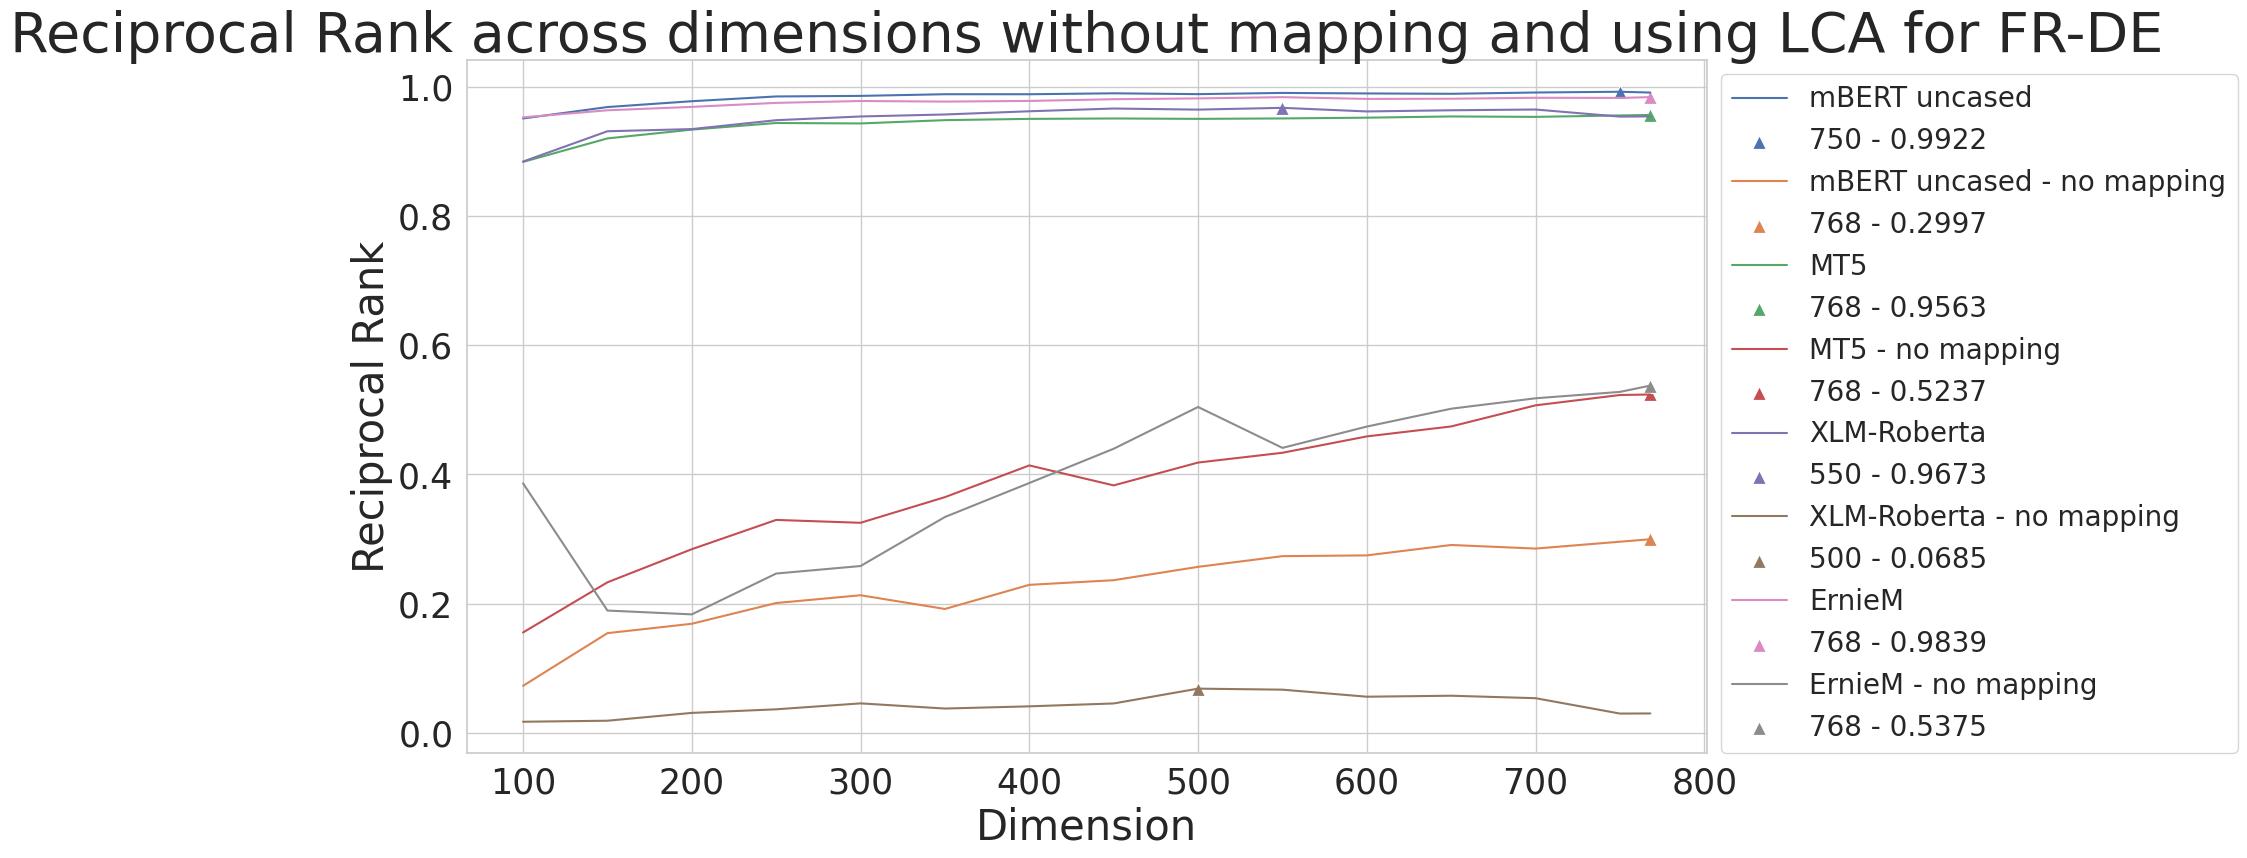 Reciprocal Rank across dimensions without mapping and using LCA for FR-DE
Reciprocal Rank
1.0
0.8
0.6
0.4
0.2
0.0
100 200 300 400 500 600 700 800
Dimension
mBERT uncased
750 - 0.9922
mBERT uncased - no mapping
768 - 0.2997
MT5
768 - 0.9563
MT5 - no mapping
768 - 0.5237
XLM-Roberta
550 - 0.9673
XLM-Roberta - no mapping
500 - 0.0685
ErnieM
768 - 0.9839
ErnieM - no mapping
768 - 0.5375